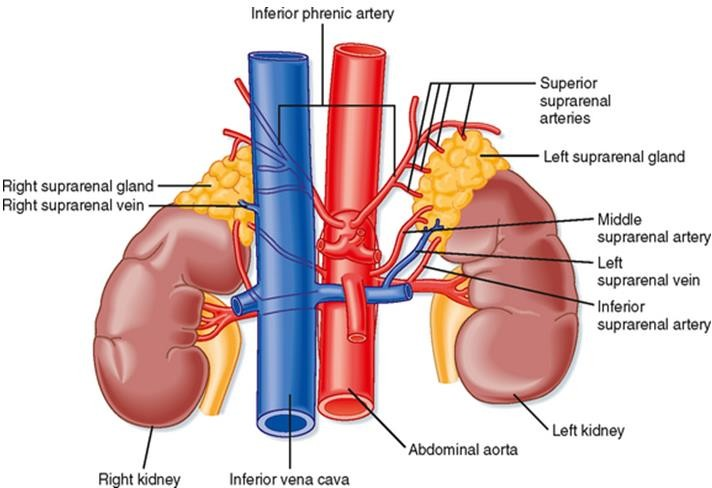 Inferior phrenic artery
Superior
suprarenal
arteries
Left suprarenal gland
Right suprarenal gland
Right suprarenal vein
Middle
suprarenal artery
Left
suprarenal vein
Inferior
suprarenal artery
Left kidney
Abdominal aorta
Right kidney
Inferior vena cava